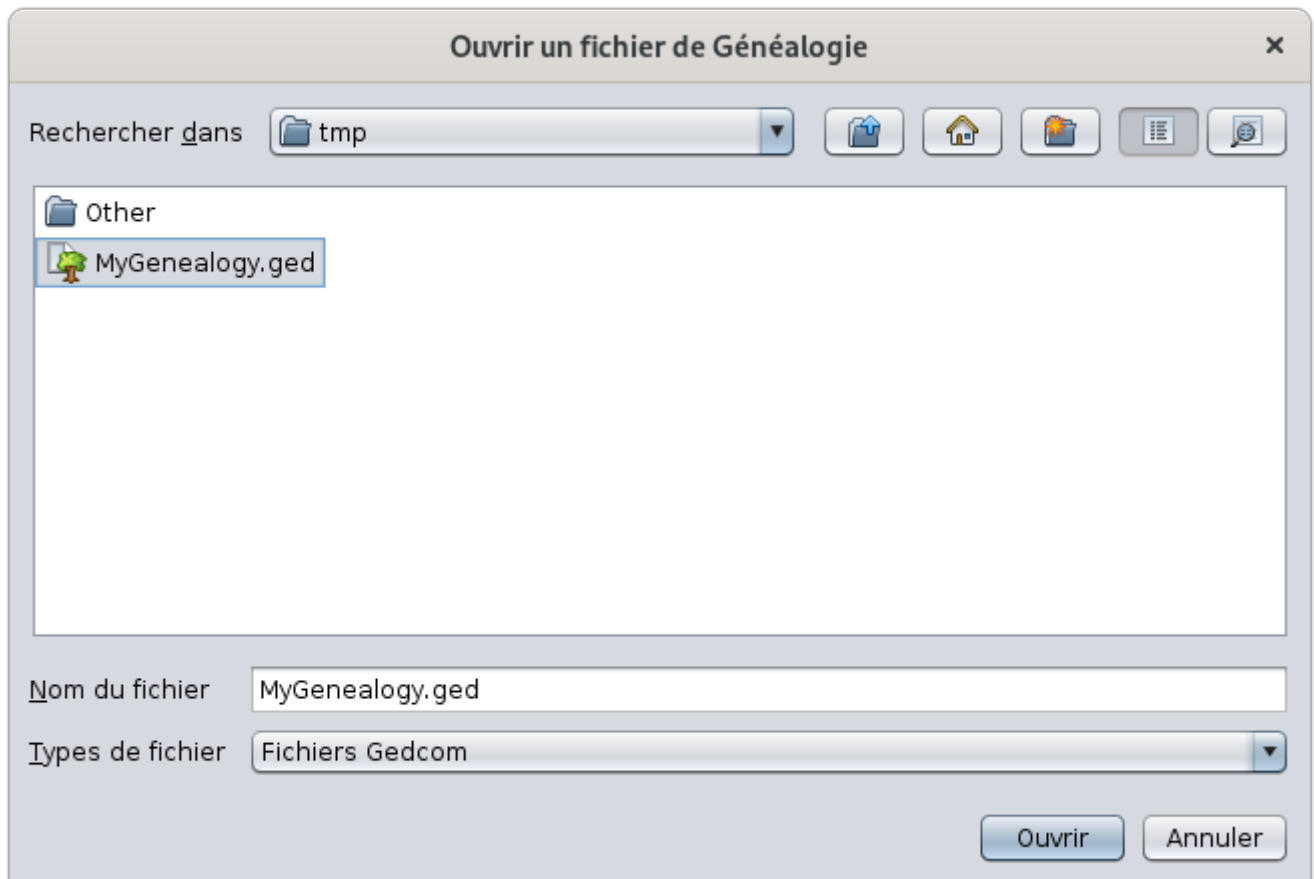 Ouvrir un fichier de Généalogie
Rechercher dans tmp
Other
MyGenealogy.ged
Nom du fichier MyGenealogy.ged
Types de fichier Fichiers Gedcom
Ouvrir Annuler